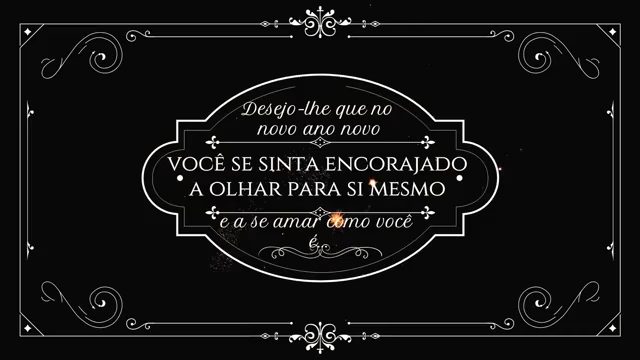 Desejo-lhe que no
novo ano novo
VOCÊ SE SINTA ENCORAJADO
A OLHAR PARA SI MESMO
e a se amar como você
é.